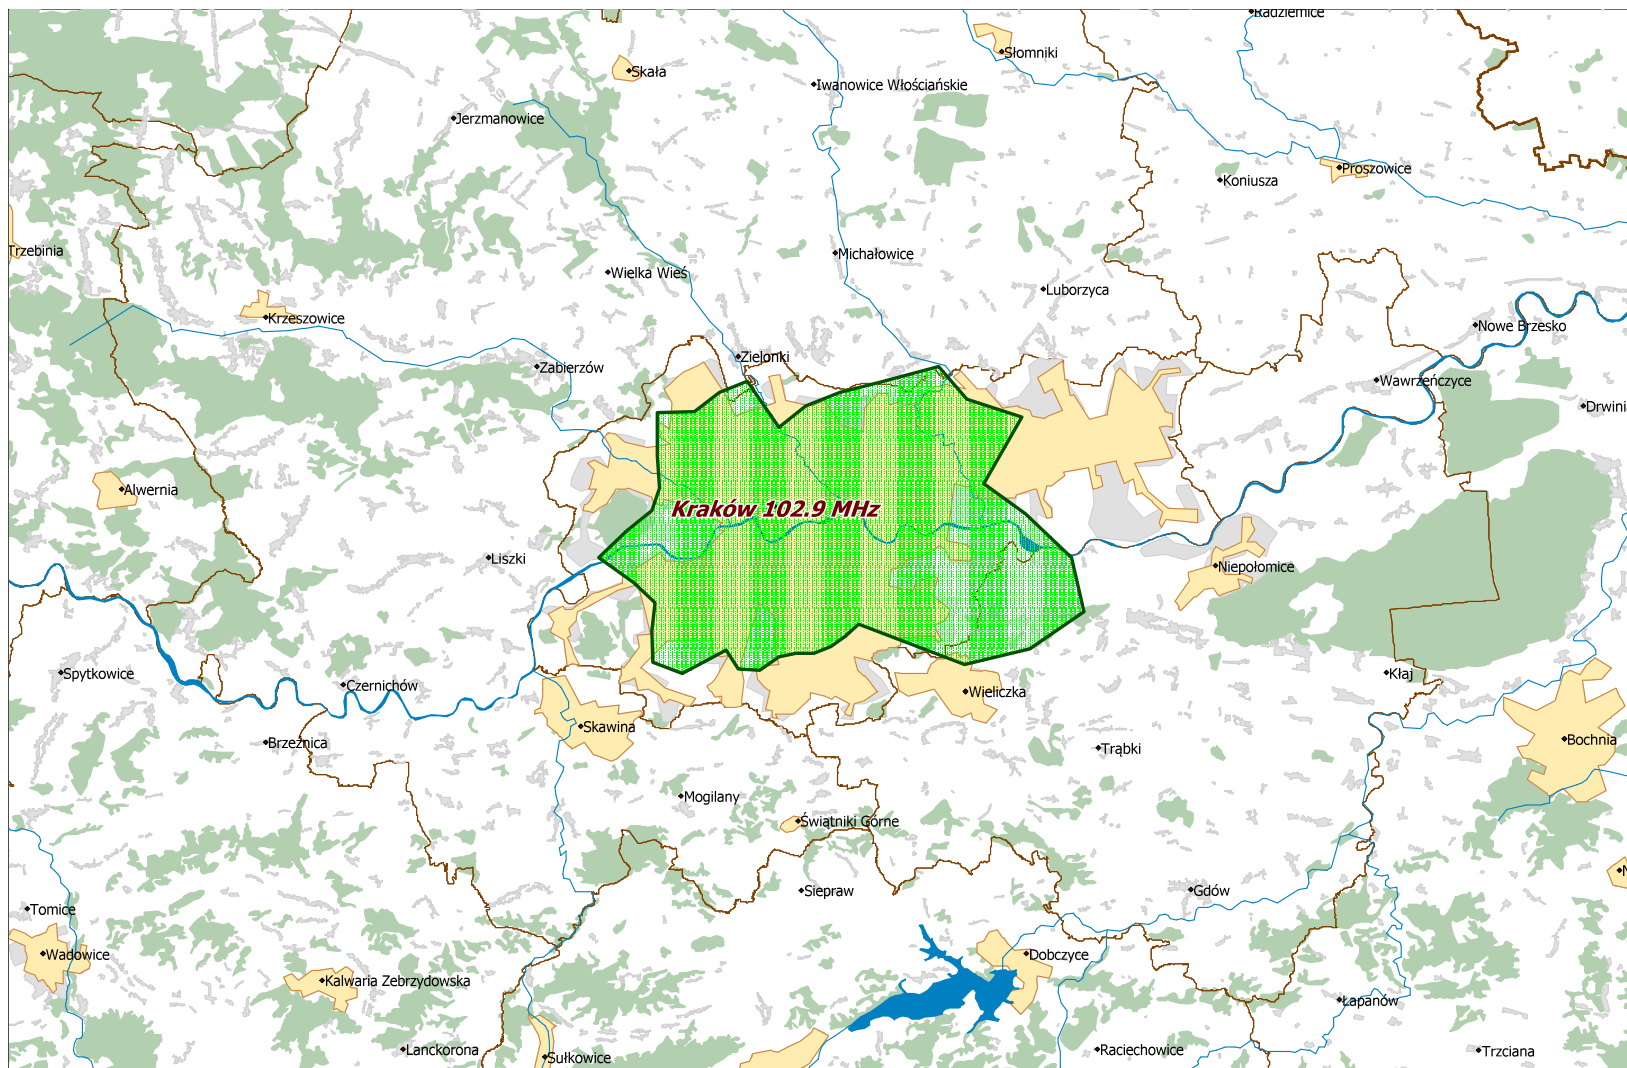 Radziemice
Słomniki
Skała
Iwanowice Włościańskie
Jerzmanowice
Proszowice
Koniusza
Trzebinia
Michałowice
Wielka Wieś
Luborzyca
Krzeszowice
Nowe Brzesko
Zielonki
Zabierzów
Wawrzeńczyce
Drwinia
Alwernia
Kraków 102.9 MHz
Liszki
Niepołomice
Spytkowice
Kłaj
Czernichów
Wieliczka
Skawina
Bochnia
Brzeźnica
Trąbki
Mogilany
Świątniki Górne
Siepraw
Gdów
Tomice
Wadowice
Dobczyce
Kalwaria Zebrzydowska
Łapanów
Lanckorona
Raciechowice
Trzciana
Sułkowice